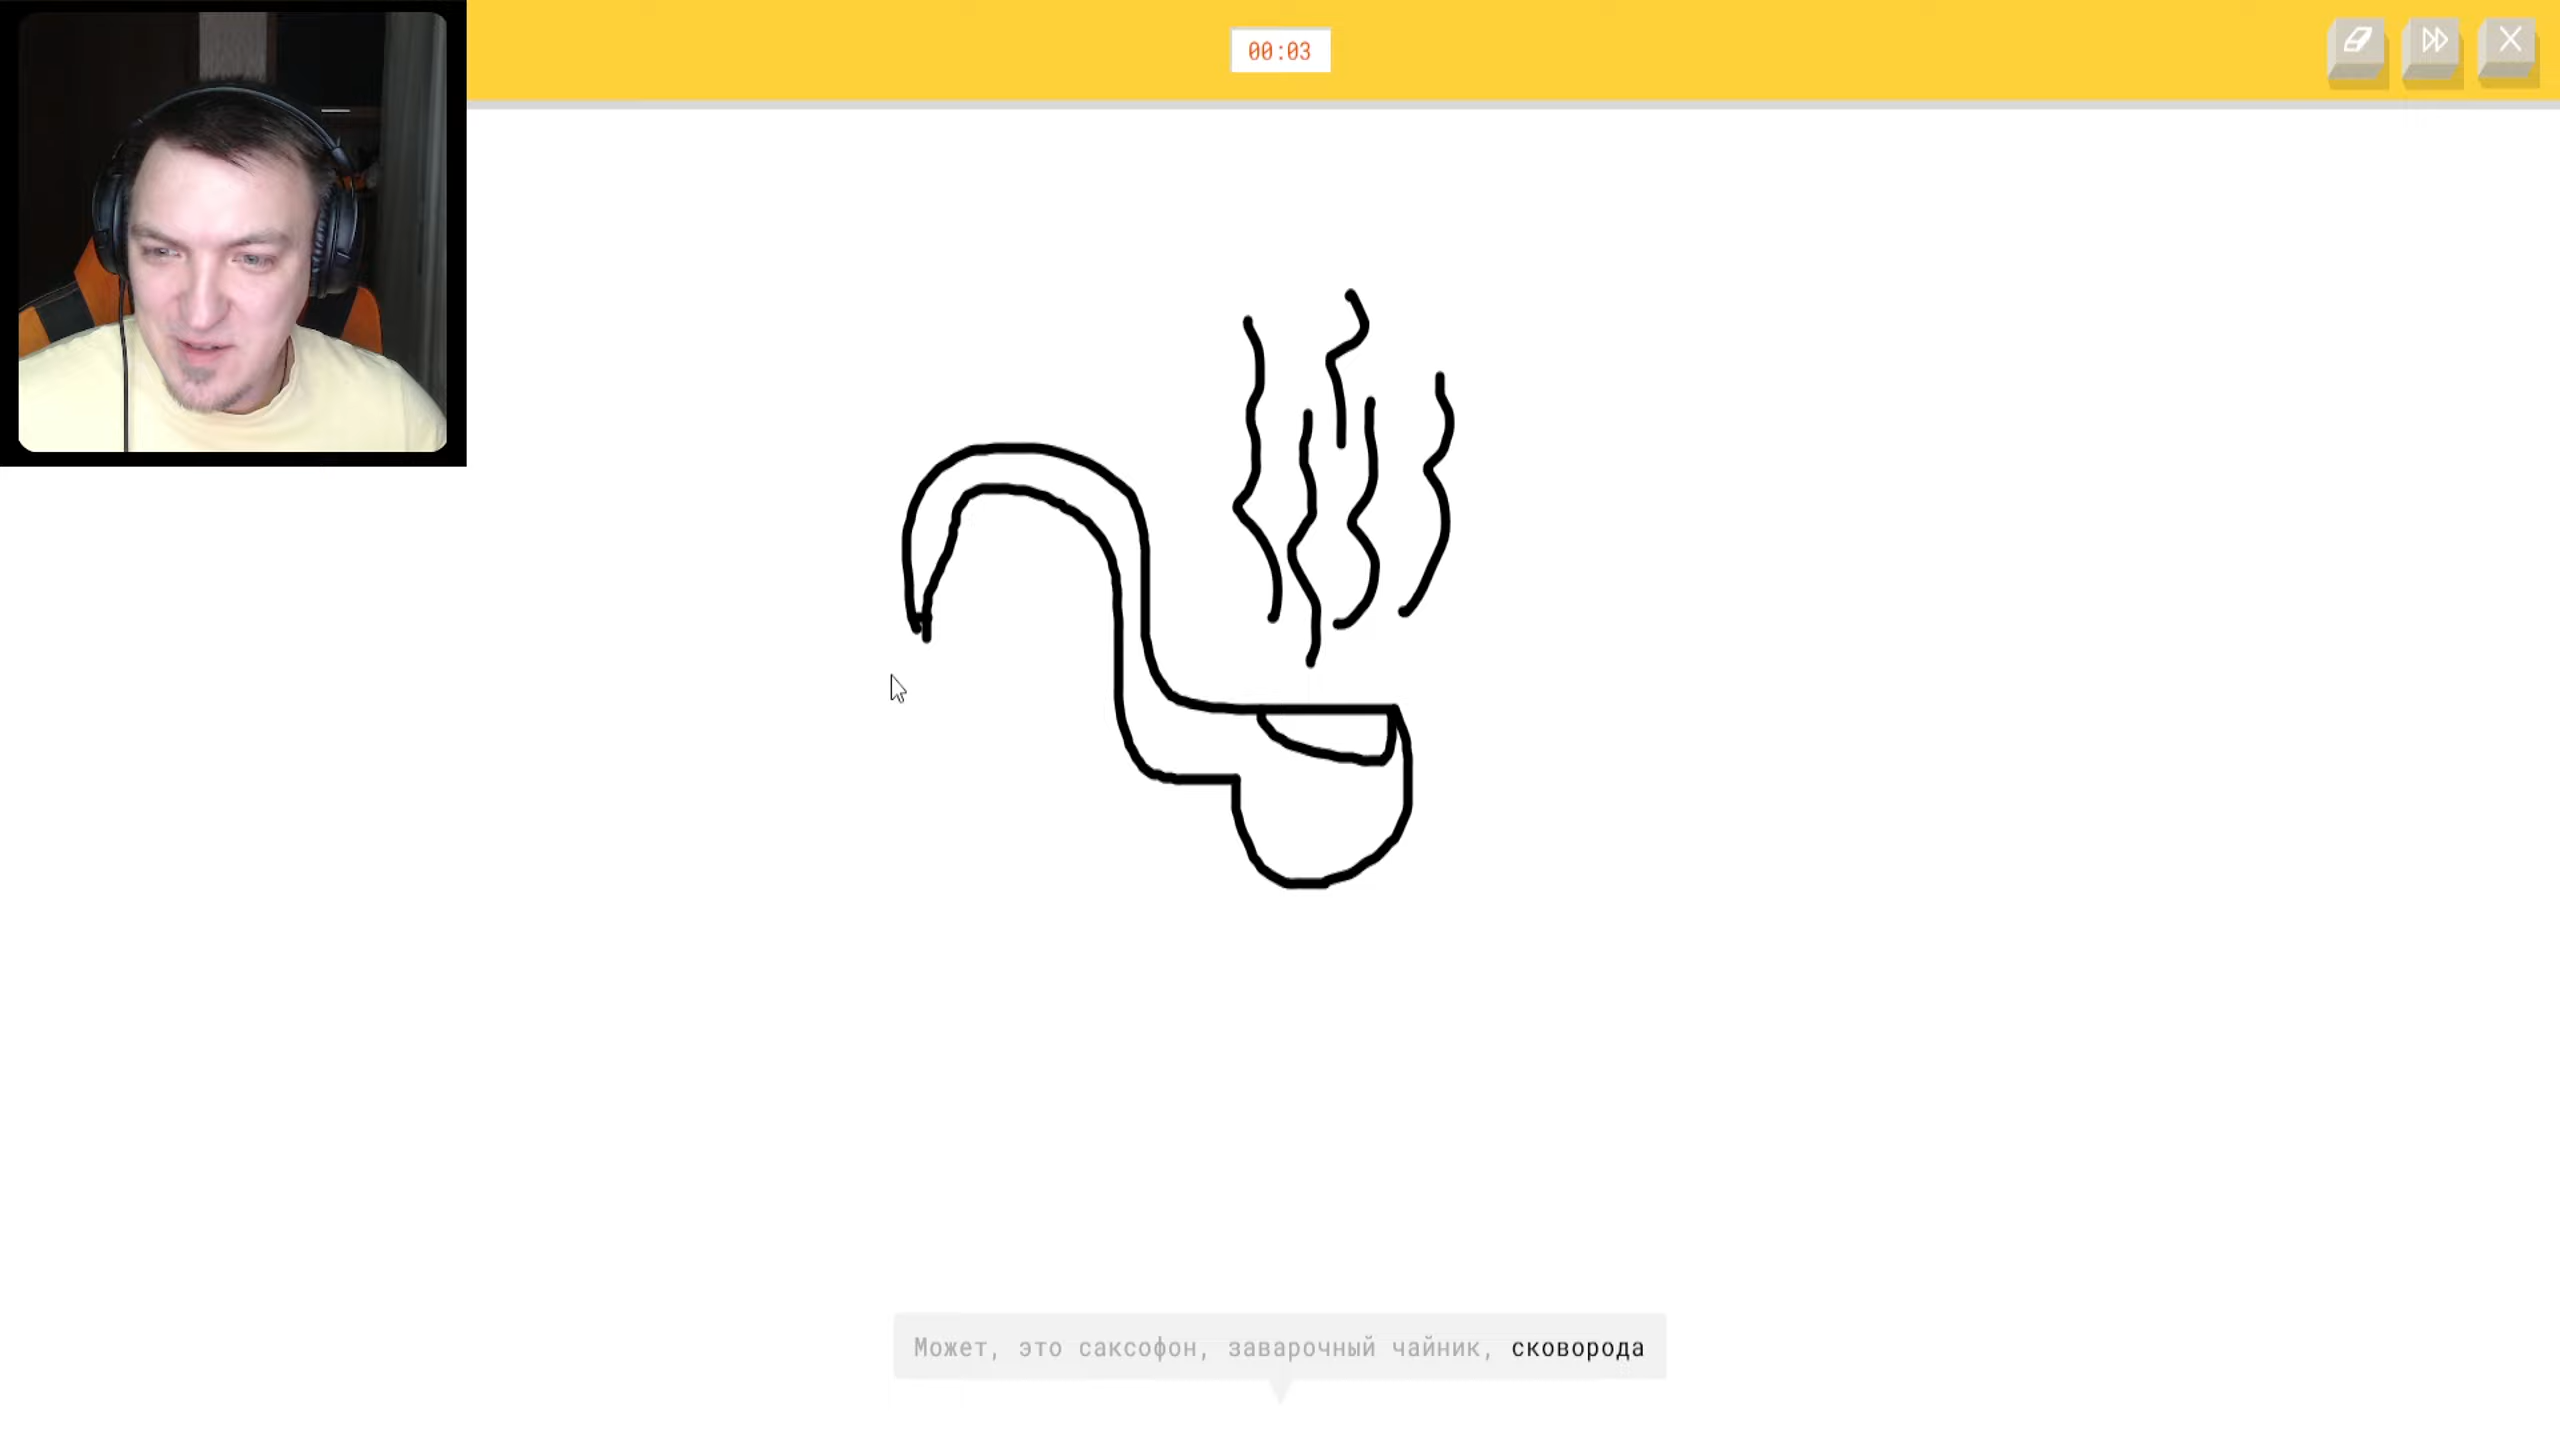 00:03
Может, это саксофон, заварочный чайник, сковорода